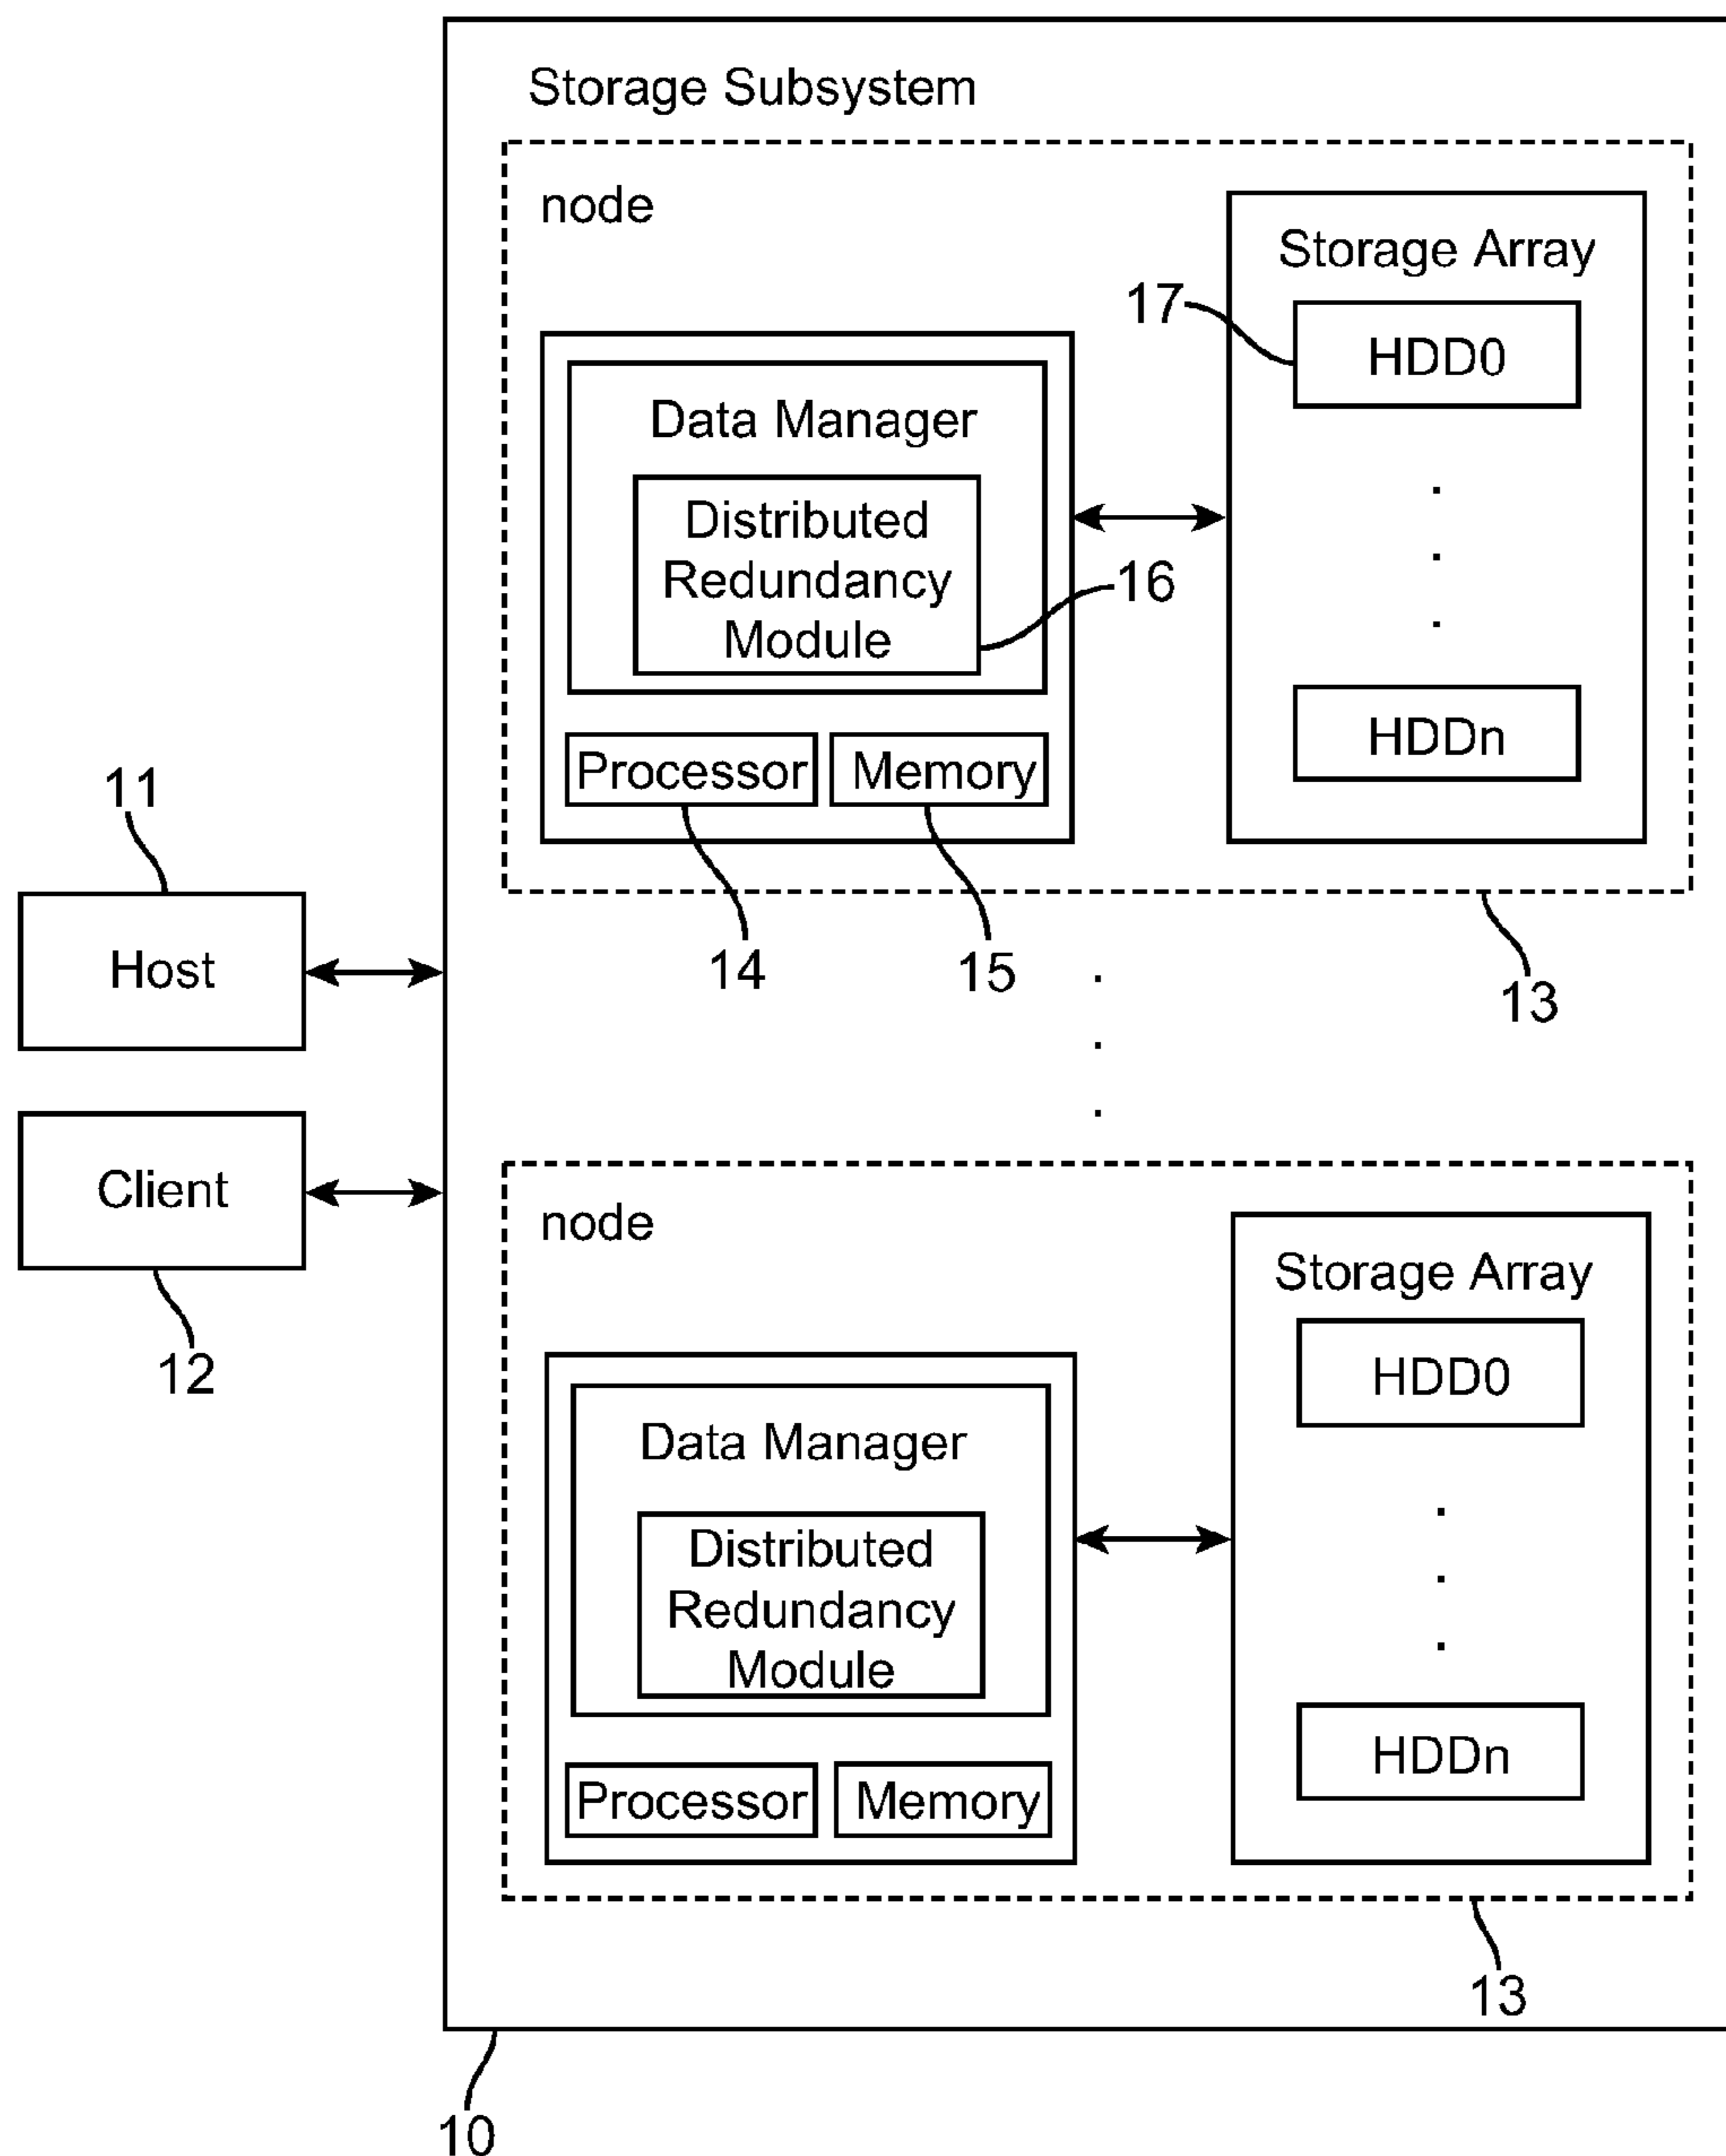 Storage Subsystem
node
Storage Array
17
HDD0
Data Manager
Distributed
Redundancy
Module
16
HDDn
Processor
Memory
11
Host
14
15
13
Client
12
node
Storage Array
HDD0
Data Manager
Distributed
Redundancy
Module
HDDn
Processor
Memory
13
10